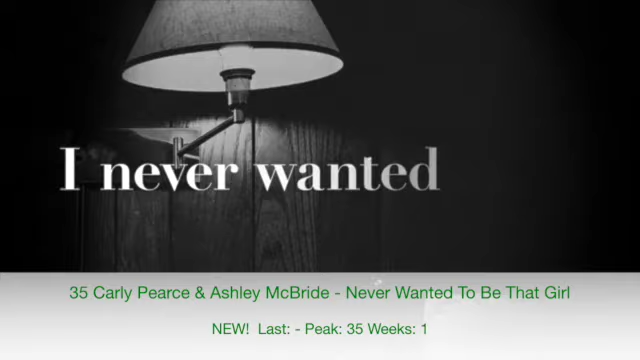 I never wanted
35 Carly Pearce & Ashley McBride - Never Wanted To Be That Girl
NEW! Last: - Peak: 35 Weeks: 1